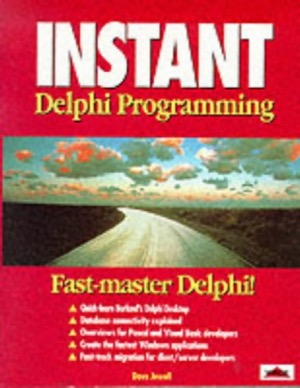 INSTANT
Delphi Programming
Fast-master Delphi!
Quick-learn Borland's Delphi Desktop
Database connectivity explained
Overviews for Pascal and Visual Basic developers
Create the fastest Windows applications
Fast-track migration for client/server developers
Dave Jewell